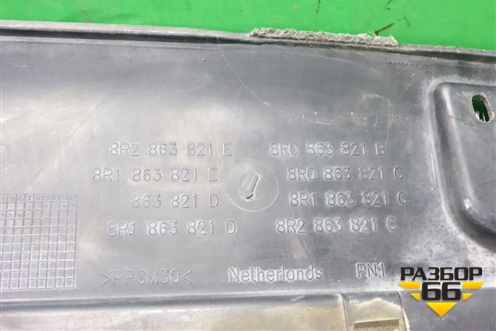 8R2 863 821 E 8R0 863 821 B
8R1 863 821 E 8R0 863 821 C
863 821 D 8R1 863 821 C
8R1 863 821 D 8R2 863 821 C
>PPGM30< Netherlands PN1
РАЗБОР
66